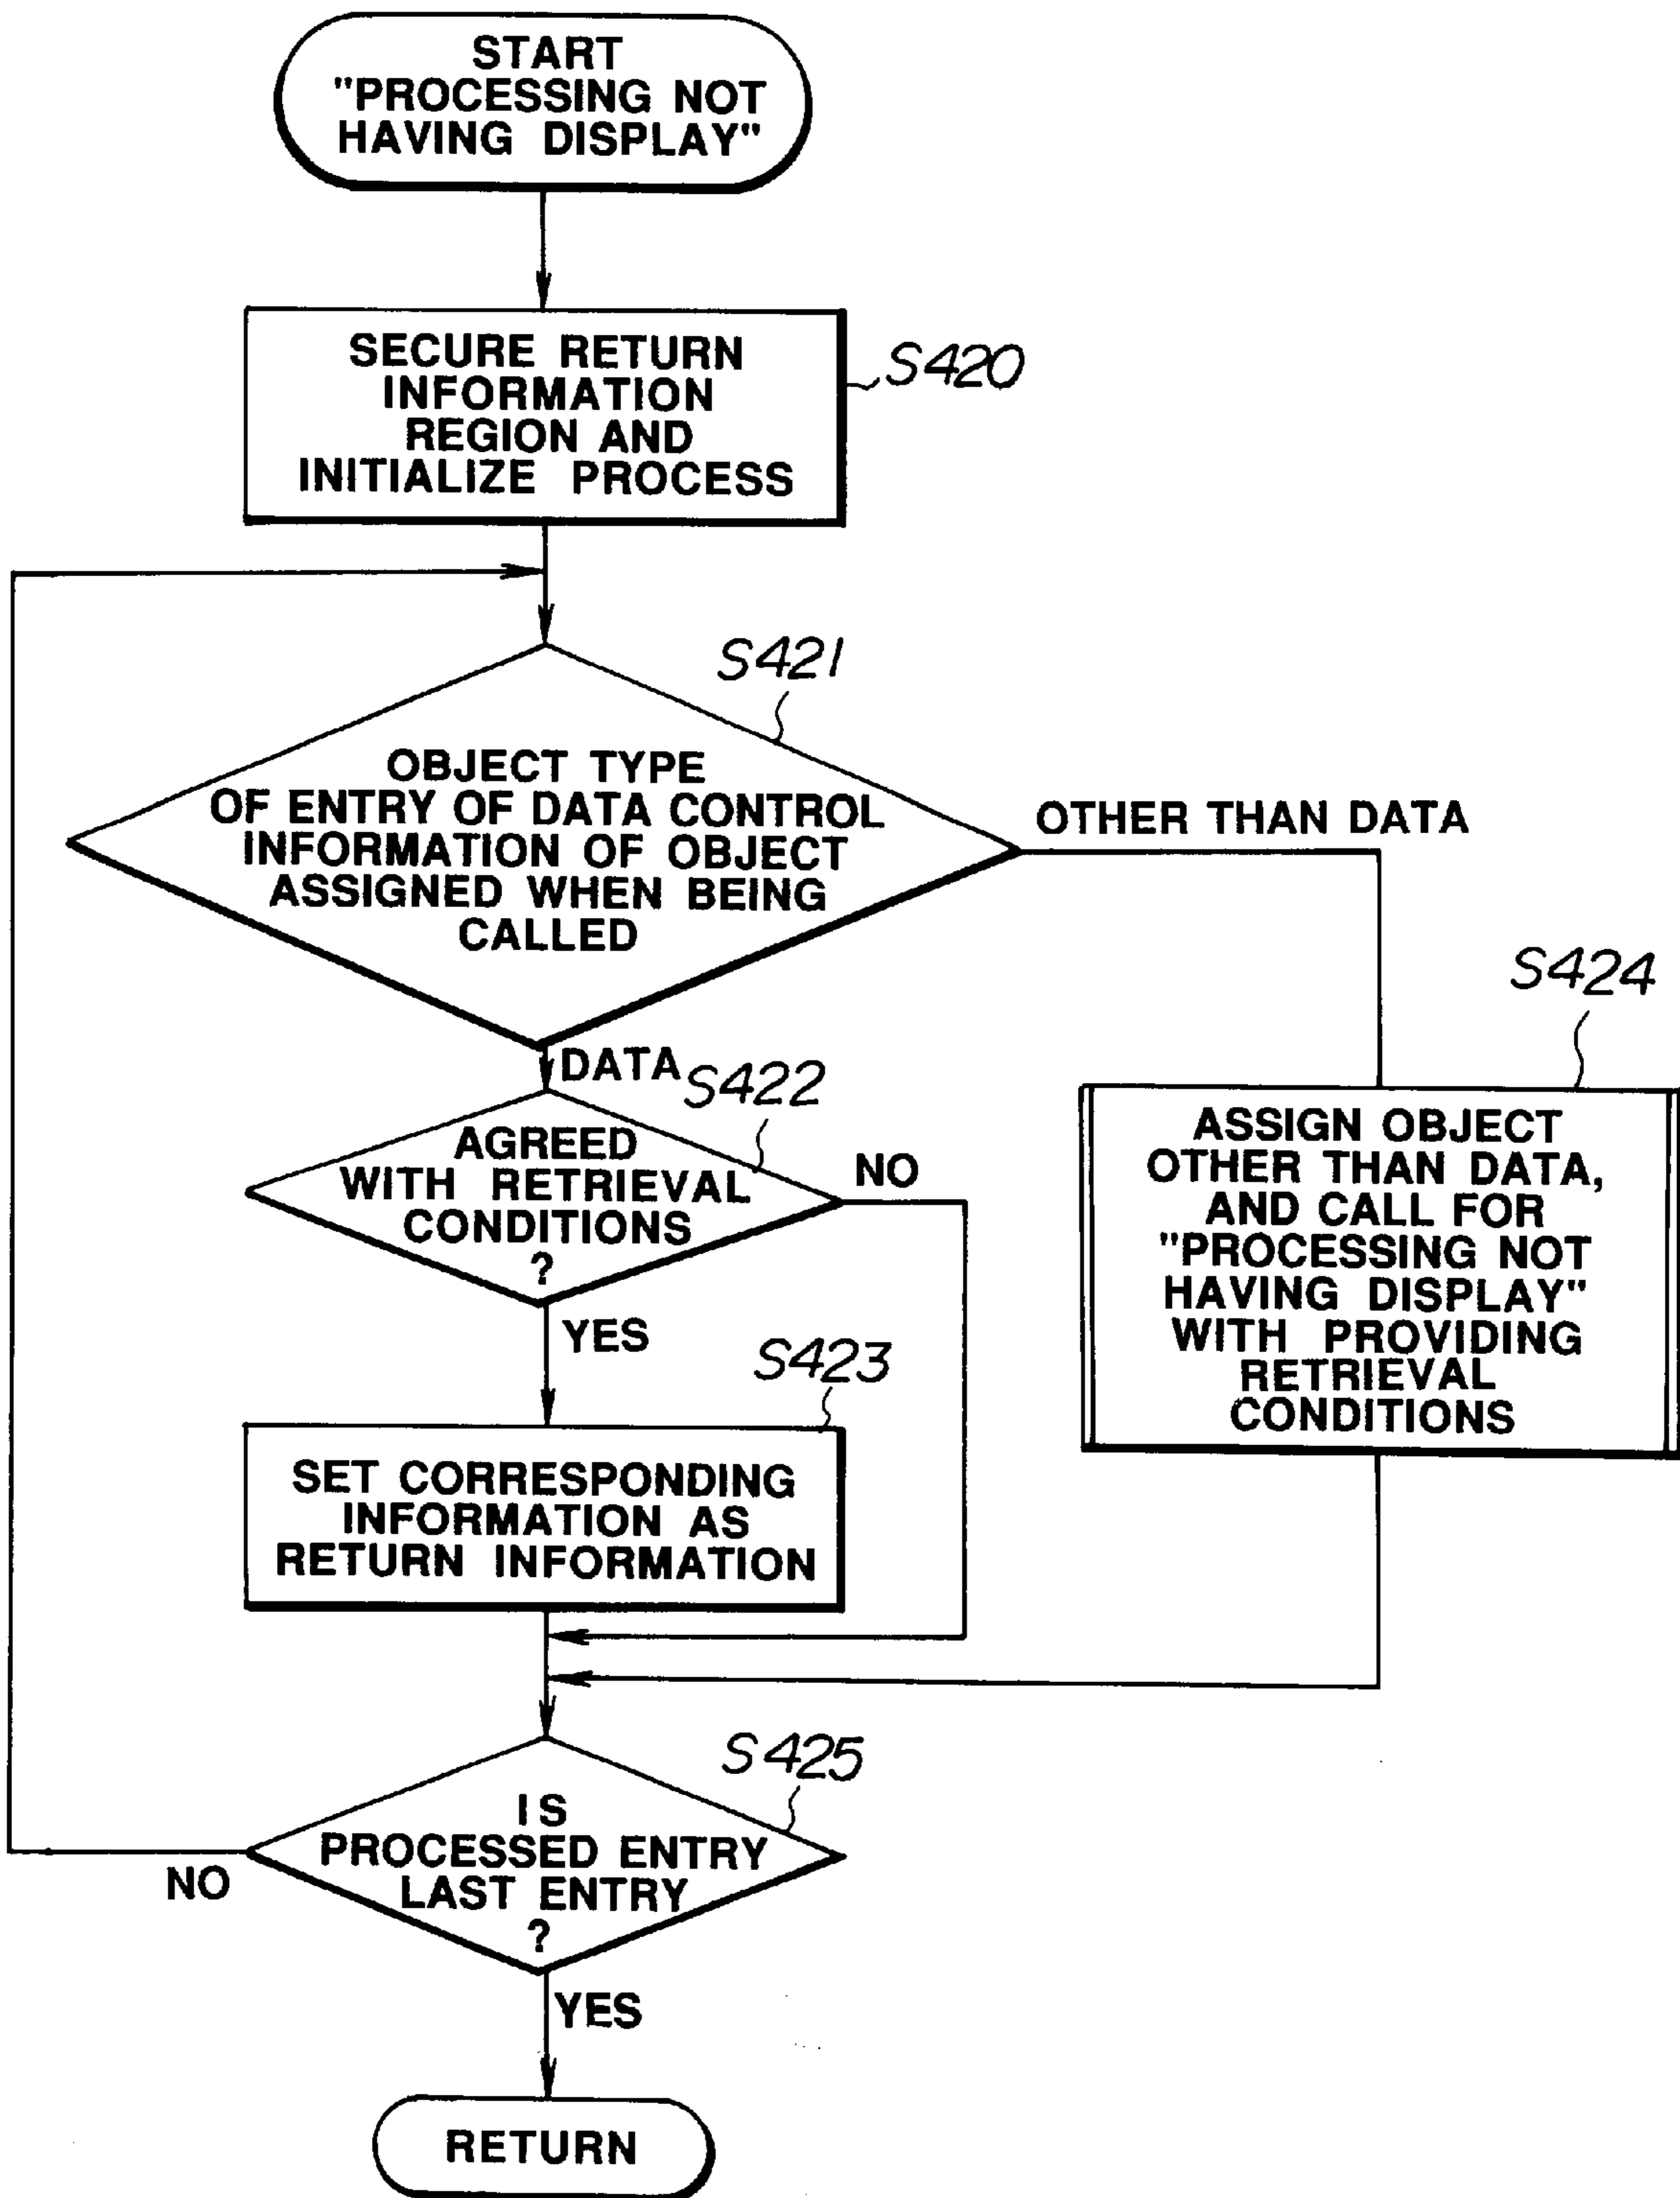 START
"PROCESSING NOT
HAVING DISPLAY"
SECURE RETURN
INFORMATION
REGION AND
INITIALIZE PROCESS
S420
S421
OBJECT TYPE
OF ENTRY OF DATA CONTROL
INFORMATION OF OBJECT
ASSIGNED WHEN BEING
CALLED
OTHER THAN DATA
DATA
S422
AGREED
WITH RETRIEVAL
CONDITIONS
?
NO
YES
S424
ASSIGN OBJECT
OTHER THAN DATA,
AND CALL FOR
"PROCESSING NOT
HAVING DISPLAY"
WITH PROVIDING
RETRIEVAL
CONDITIONS
S423
SET CORRESPONDING
INFORMATION AS
RETURN INFORMATION
S425
IS
PROCESSED ENTRY
LAST ENTRY
?
NO
YES
RETURN